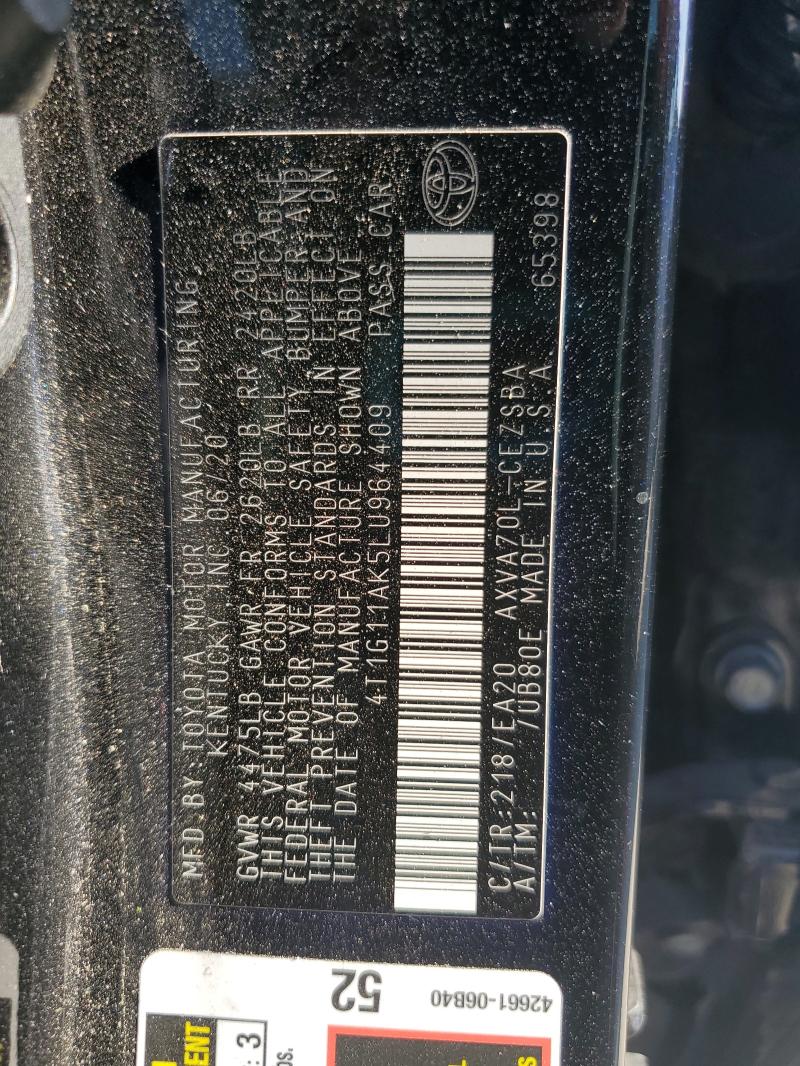 MFD BY: TOYOTA MOTOR MANUFACTURING,
KENTUCKY, INC 06/20
GVWR 4475LB GAWR FR 2620LB RR 2420LB
THIS VEHICLE CONFORMS TO ALL APPLICABLE
FEDERAL MOTOR VEHICLE SAFETY, BUMPER AND
THEFT PREVENTION STANDARDS IN EFFECT ON
THE DATE OF MANUFACTURE SHOWN ABOVE.
4T1G11AK5LU964409 PASS.CAR
C/TR:218/EA20 AXVA70L-CEZSBA
A/TM: /UB80E MADE IN U.S.A. 65398
52
42661-06B40
3